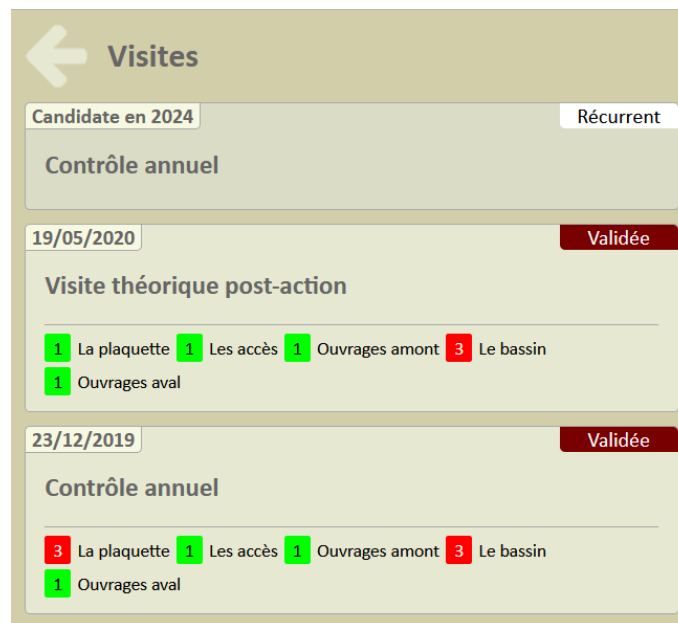 Visites
Candidate en 2024 Récurrent
Contrôle annuel
19/05/2020 Validée
Visite théorique post-action
1 La plaquette 1 Les accès 1 Ouvrages amont 3 Le bassin
1 Ouvrages aval
23/12/2019 Validée
Contrôle annuel
3 La plaquette 1 Les accès 1 Ouvrages amont 3 Le bassin
1 Ouvrages aval